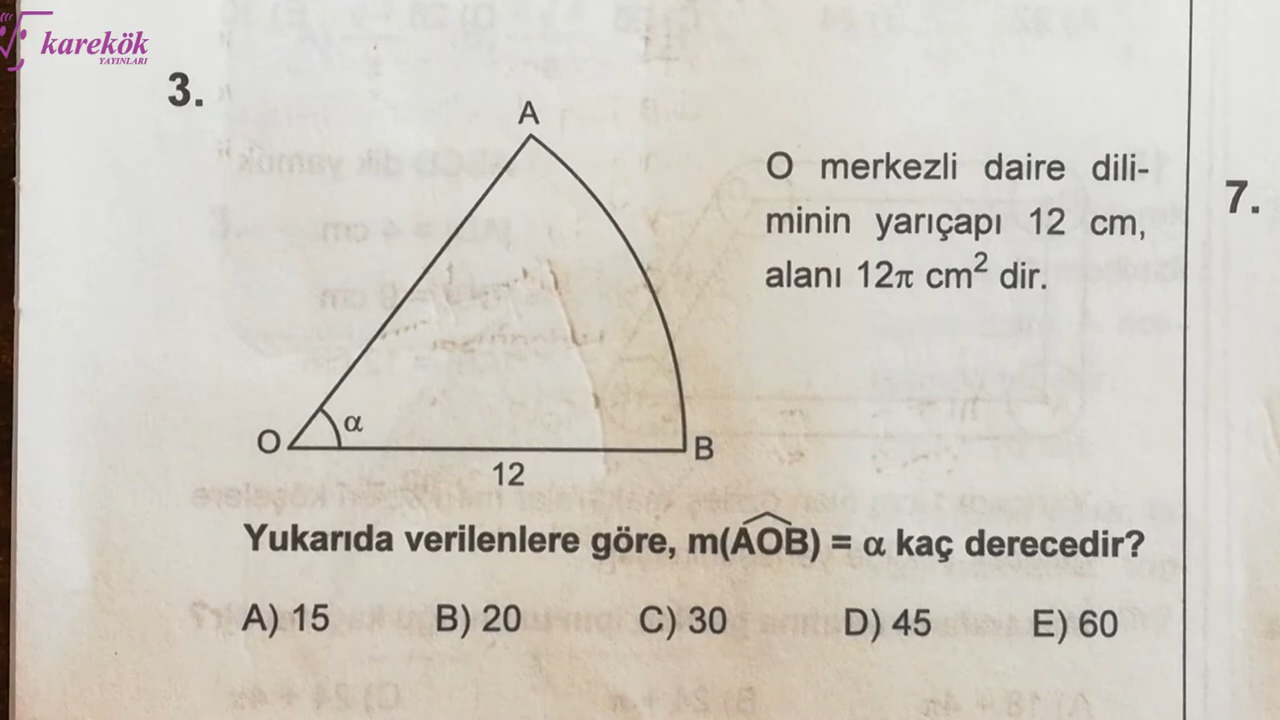 karekök
YAYINLARI
3.
A
O merkezli daire dili-
minin yarıçapı 12 cm,
alanı 12π cm² dir.
7.
α
O
B
12
Yukarıda verilenlere göre, m(AOB) = α kaç derecedir?
A) 15 B) 20 C) 30 D) 45 E) 60